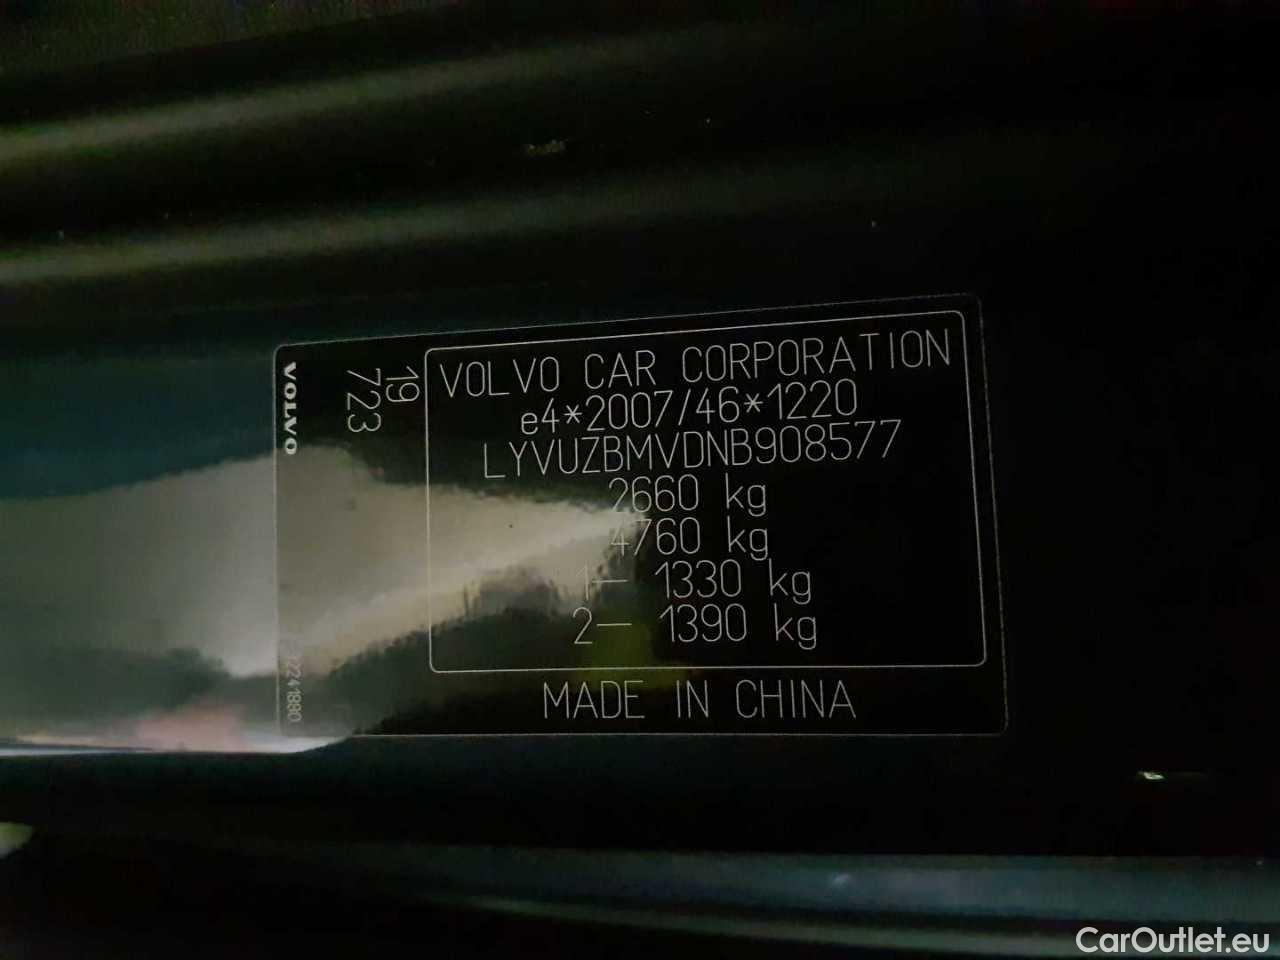 VOLVO
19
723
VOLVO CAR CORPORATION
e4*2007/46*1220
LYVUZBMVDNB908577
2660 kg
4760 kg
1— 1330 kg
2— 1390 kg
MADE IN CHINA
CarOutlet.eu